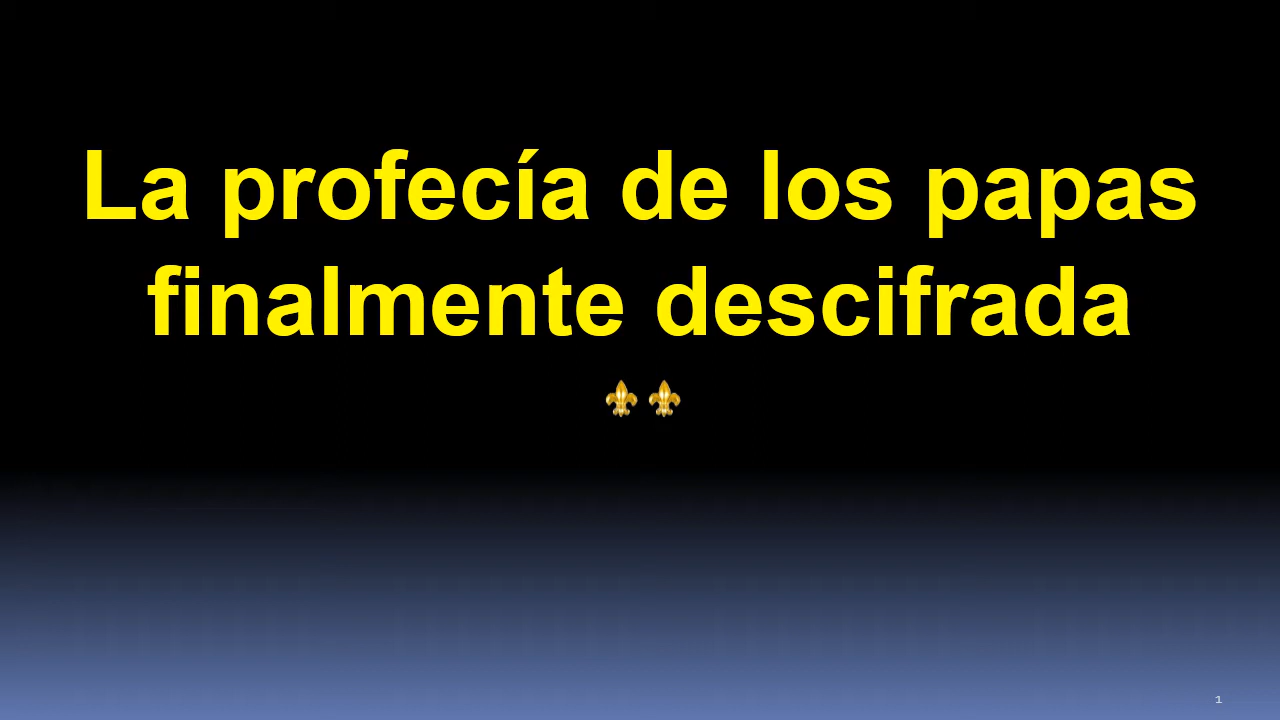 La profecía de los papas
finalmente descifrada
⚜⚜
1